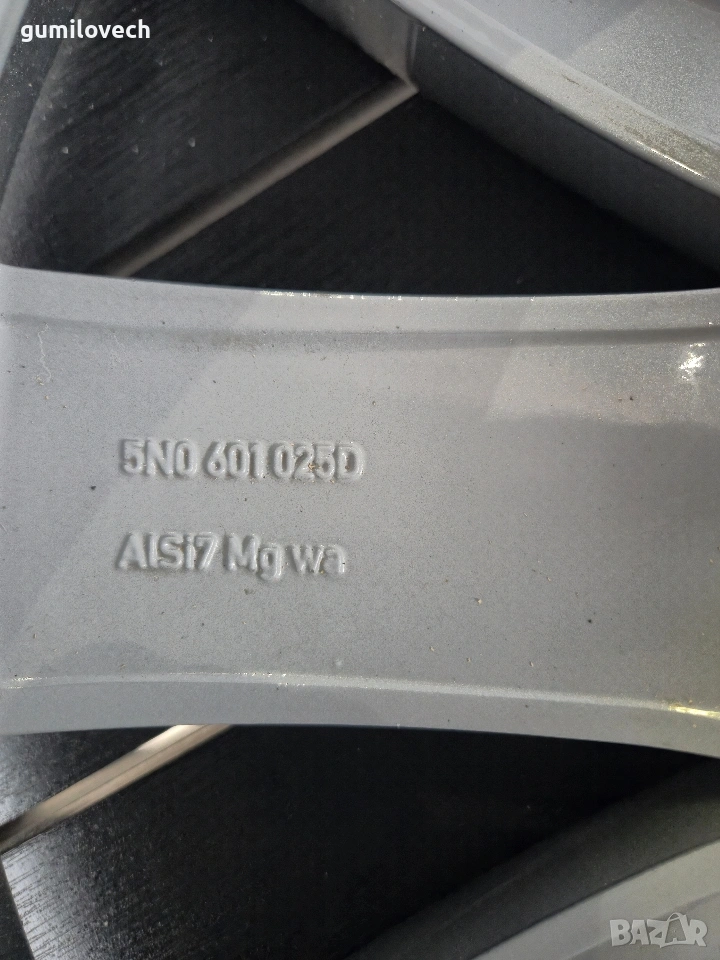 gumilovech
5N0 601 025D
AlSi7 Mg wa
BAZAR